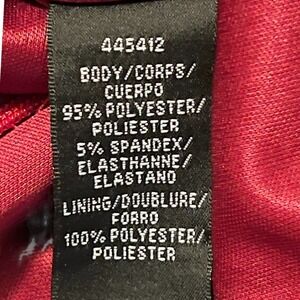 445412
BODY/CORPS/
CUERPO
95% POLYESTER/
POLIESTER
5% SPANDEX/
ELASTHANNE/
ELASTANO
LINING/DOUBLURE/
FORRO
100% POLYESTER/
POLIESTER